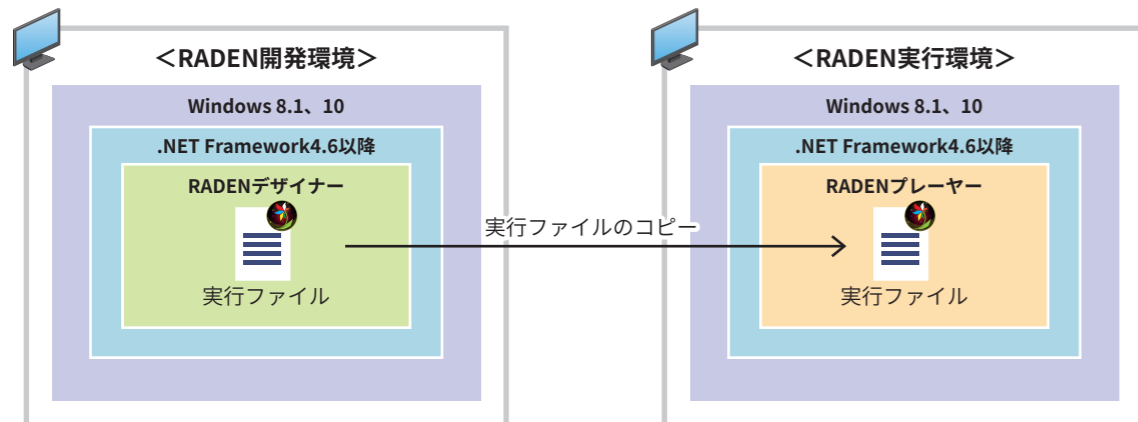 ＜RADEN開発環境＞
Windows 8.1、10
.NET Framework4.6以降
RADENデザイナー
実行ファイル
実行ファイルのコピー
＜RADEN実行環境＞
Windows 8.1、10
.NET Framework4.6以降
RADENプレーヤー
実行ファイル